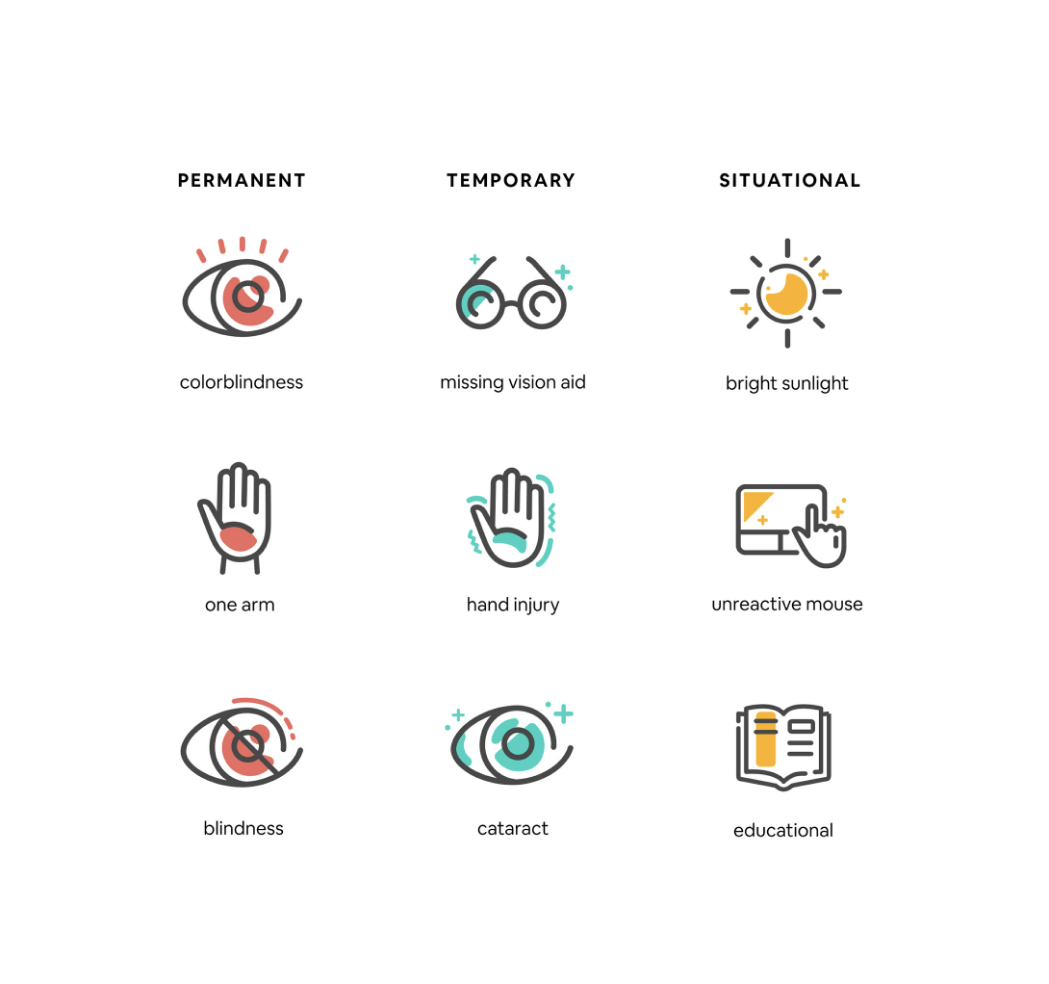 PERMANENT TEMPORARY SITUATIONAL
colorblindness missing vision aid bright sunlight
one arm hand injury unreactive mouse
blindness cataract educational